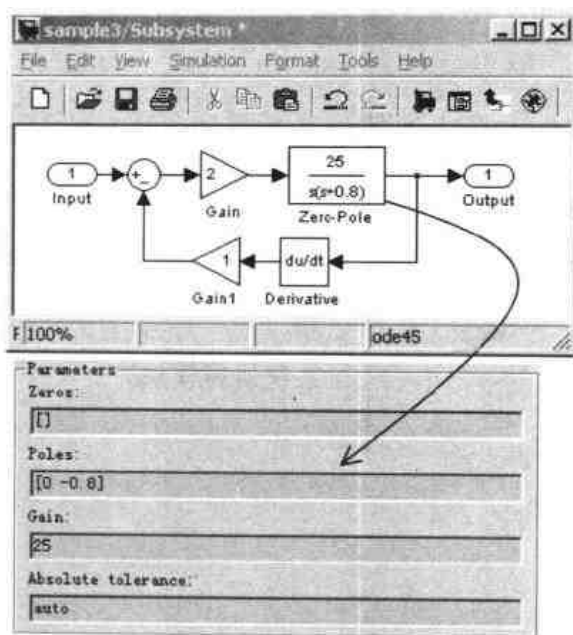 sample3/Subsystem *
File Edit View Simulation Format Tools Help
1
Input
+
-
2
Gain
25
s(s+0.8)
Zero-Pole
1
Output
1
Gain1
du/dt
Derivative
F 100%
ode45
Parameters
Zeros:
[]
Poles:
[0 -0.8]
Gain:
25
Absolute tolerance:
auto